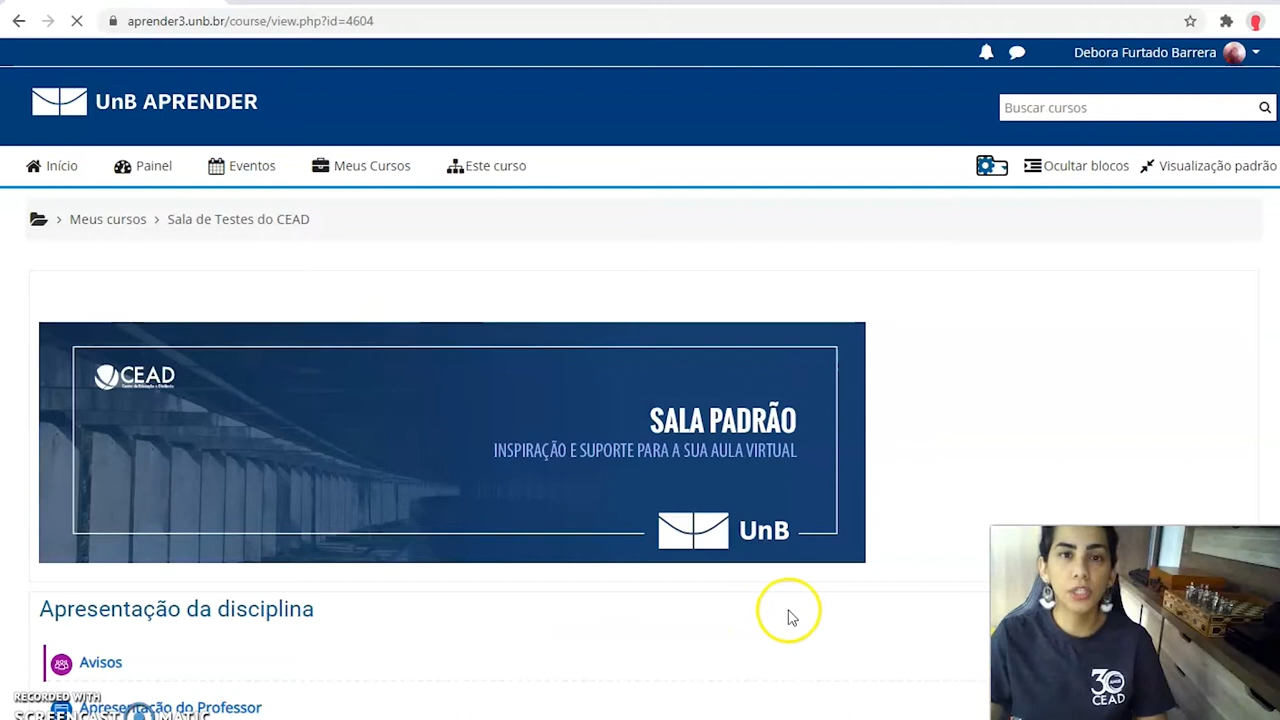 aprender3.unb.br/course/view.php?id=4604
Debora Furtado Barrera
UnB APRENDER
Buscar cursos
Início
Painel
Eventos
Meus Cursos
Este curso
Ocultar blocos
Visualização padrão
Meus cursos
Sala de Testes do CEAD
CEAD
SALA PADRÃO
INSPIRAÇÃO E SUPORTE PARA A SUA AULA VIRTUAL
UnB
Apresentação da disciplina
Avisos
Apresentação do Professor
30
CEAD
RECORDED WITH
SCREENCAST MATIC